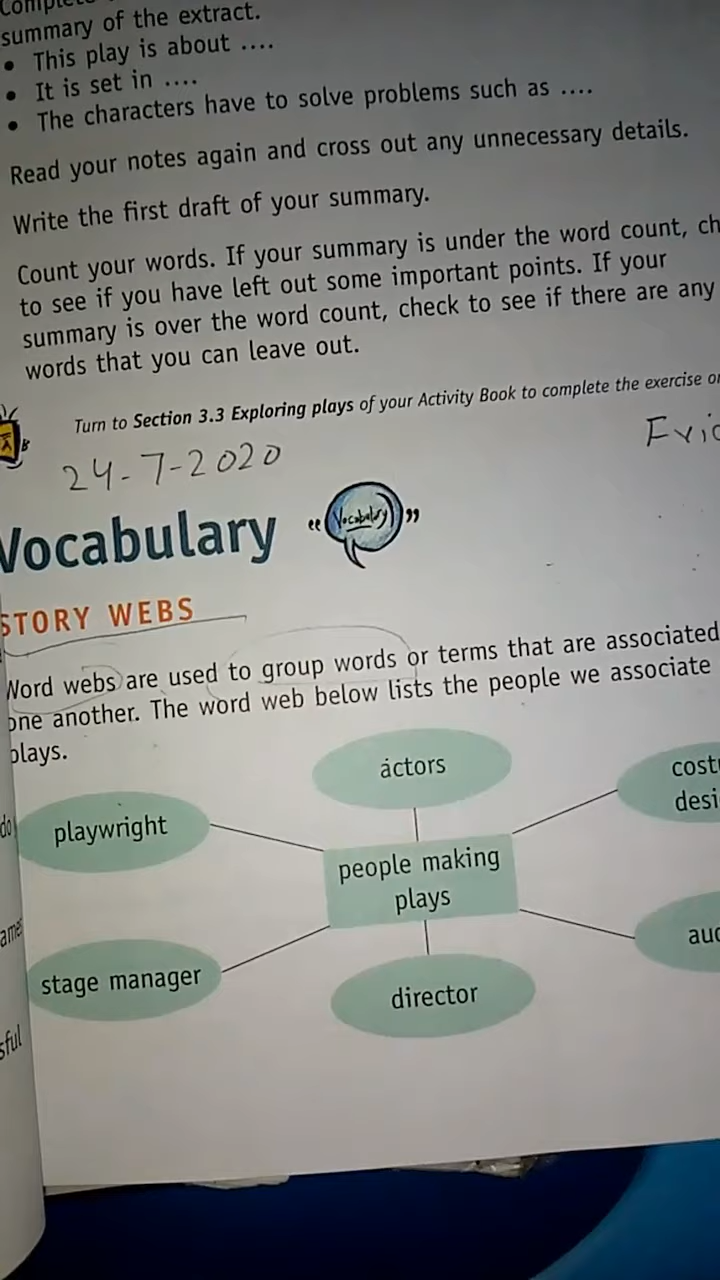 summary of the extract.
• This play is about ....
• It is set in ....
• The characters have to solve problems such as ....
Read your notes again and cross out any unnecessary details.
Write the first draft of your summary.
Count your words. If your summary is under the word count, ch
to see if you have left out some important points. If your
summary is over the word count, check to see if there are any
words that you can leave out.
Turn to Section 3.3 Exploring plays of your Activity Book to complete the exercise
24-7-2020
Vocabulary
“Vocabulary”
STORY WEBS
Word webs are used to group words or terms that are associated
one another. The word web below lists the people we associate
plays.
actors
playwright
people making
plays
stage manager
director